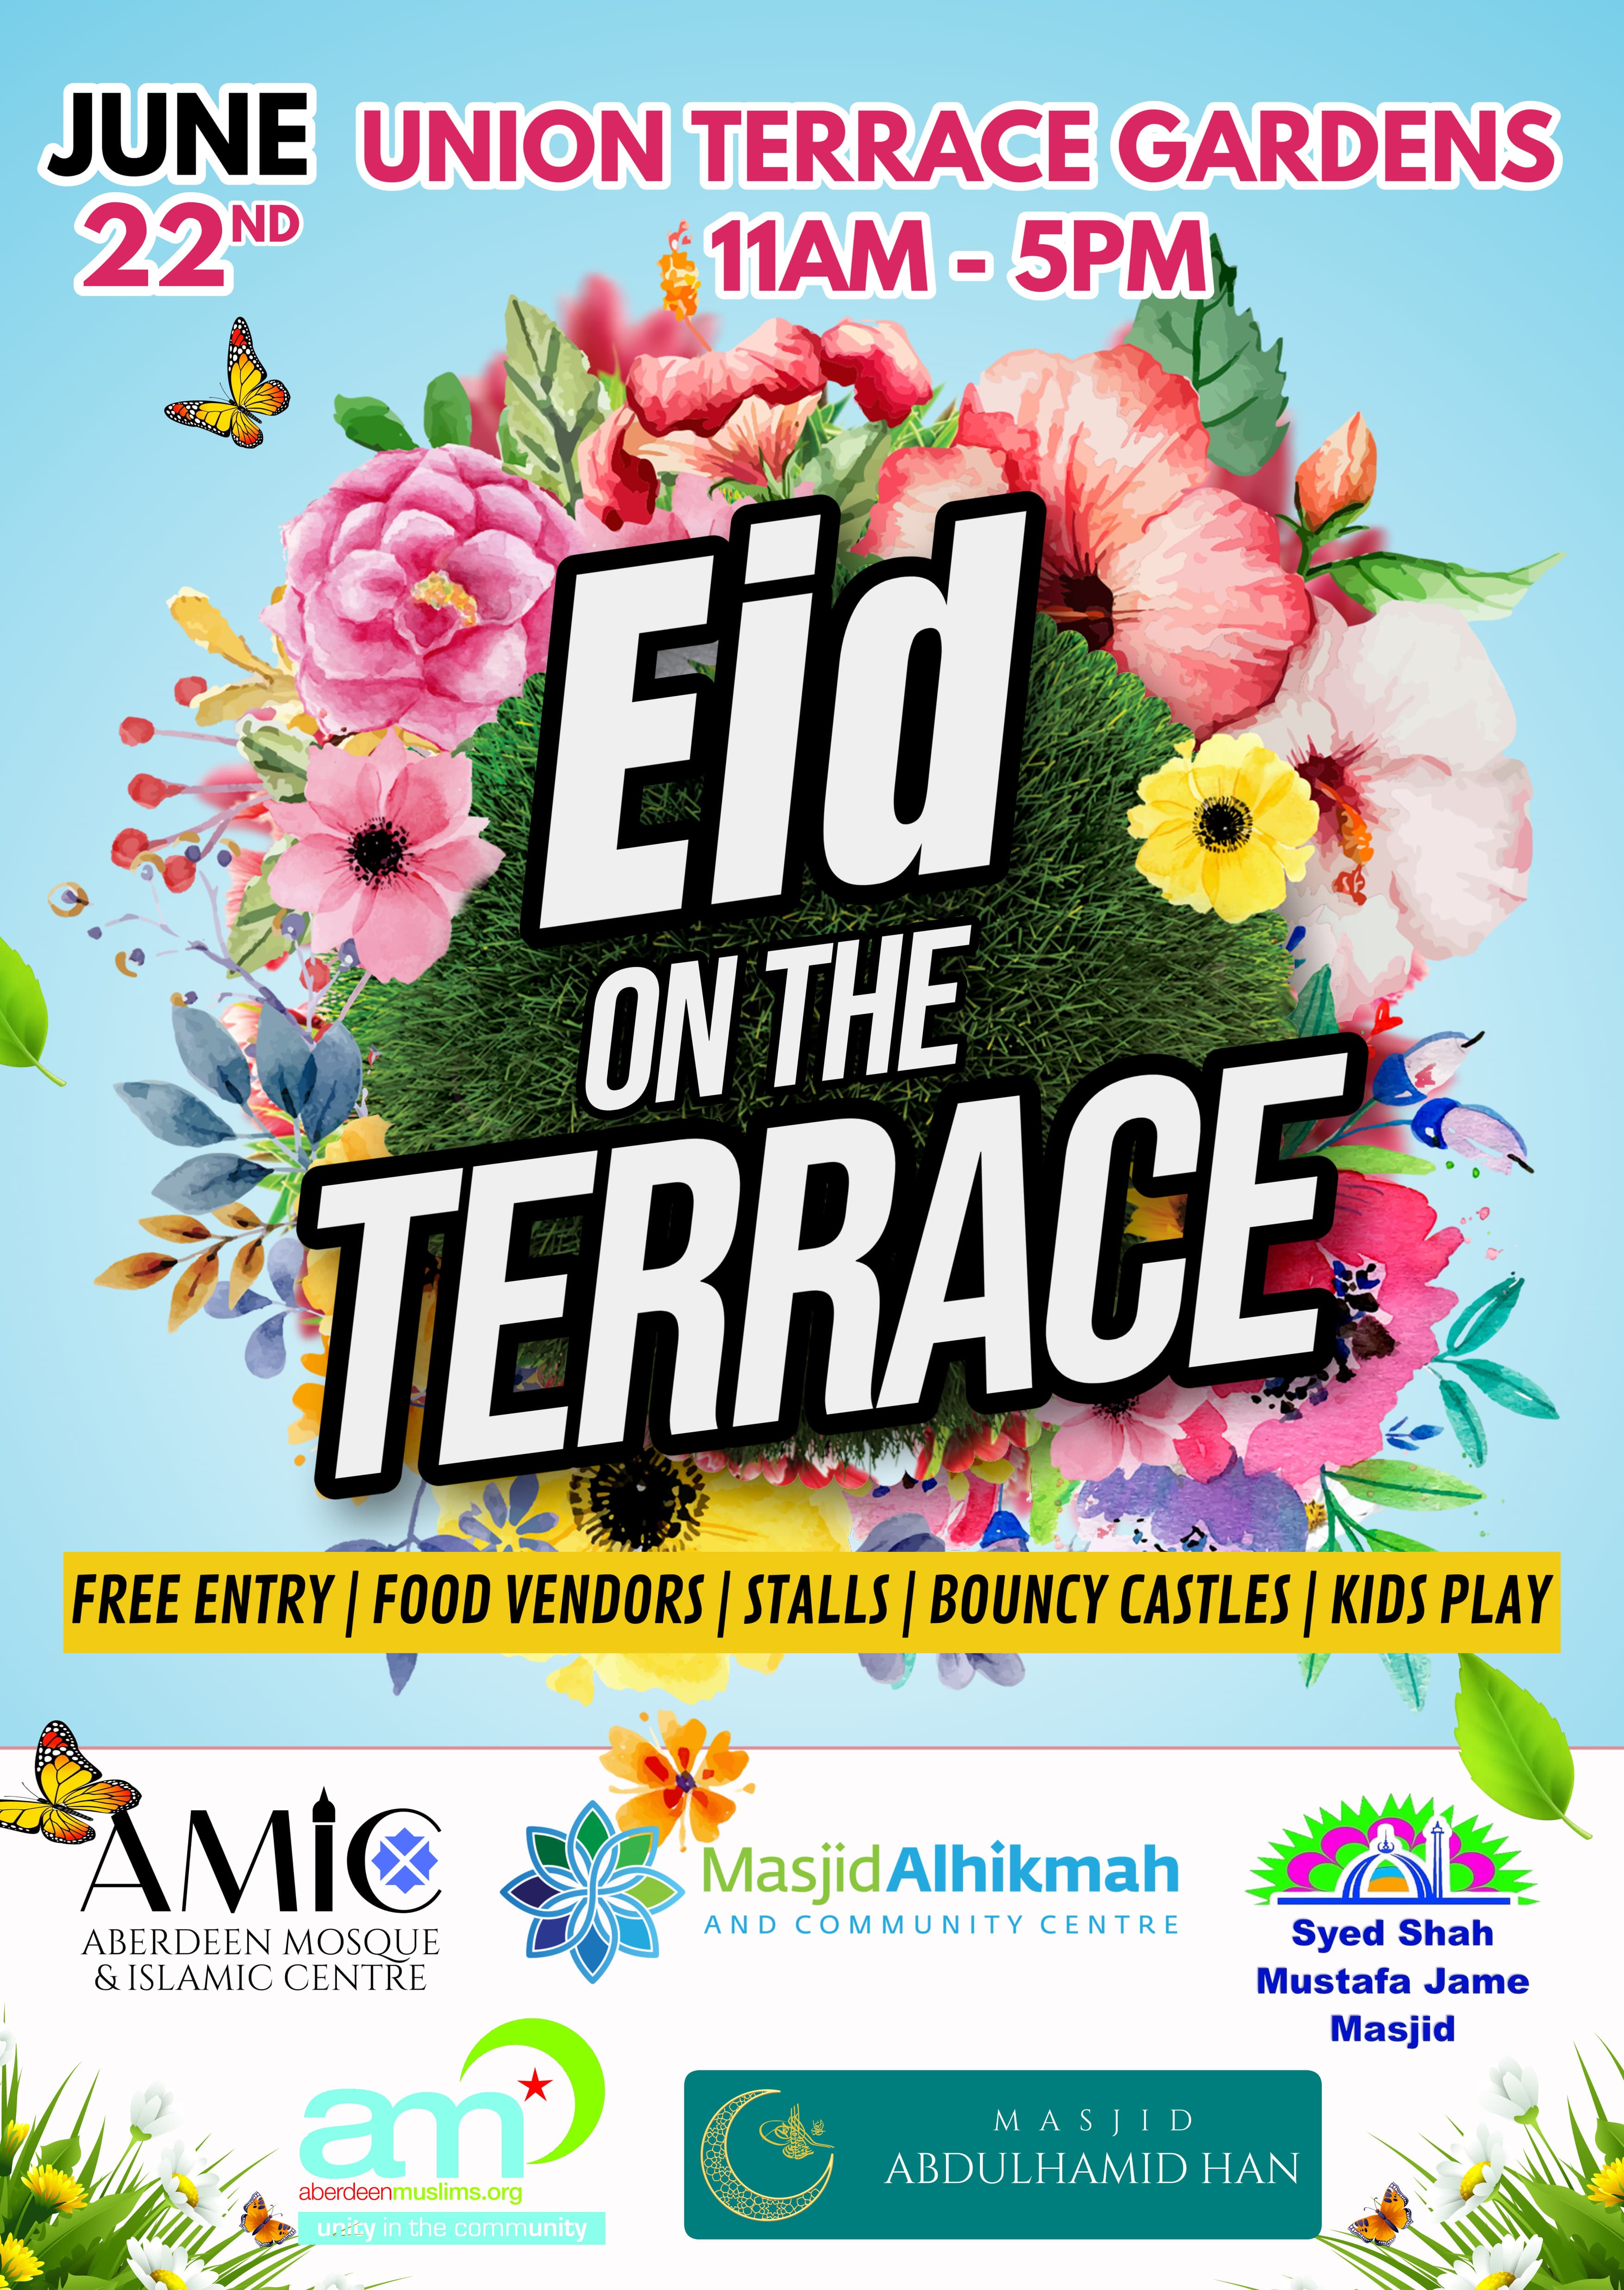 JUNE
22ND
UNION TERRACE GARDENS
11AM - 5PM
Eid
ON THE
TERRACE
FREE ENTRY | FOOD VENDORS | STALLS | BOUNCY CASTLES | KIDS PLAY
AMIC
ABERDEEN MOSQUE
& ISLAMIC CENTRE
Masjid Alhikmah
AND COMMUNITY CENTRE
Syed Shah
Mustafa Jame
Masjid
am
aberdeenmuslims.org
unity in the community
MASJID
ABDULHAMID HAN